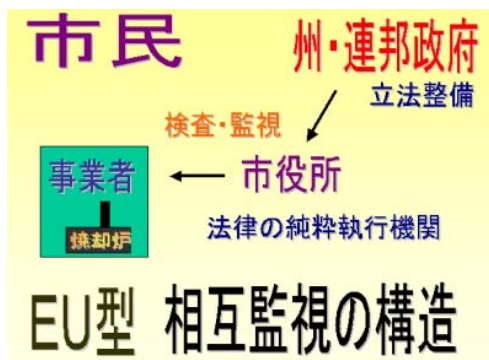 市民
州・連邦政府
立法整備
検査・監視
事業者
市役所
焼却炉
法律の純粋執行機関
EU型 相互監視の構造